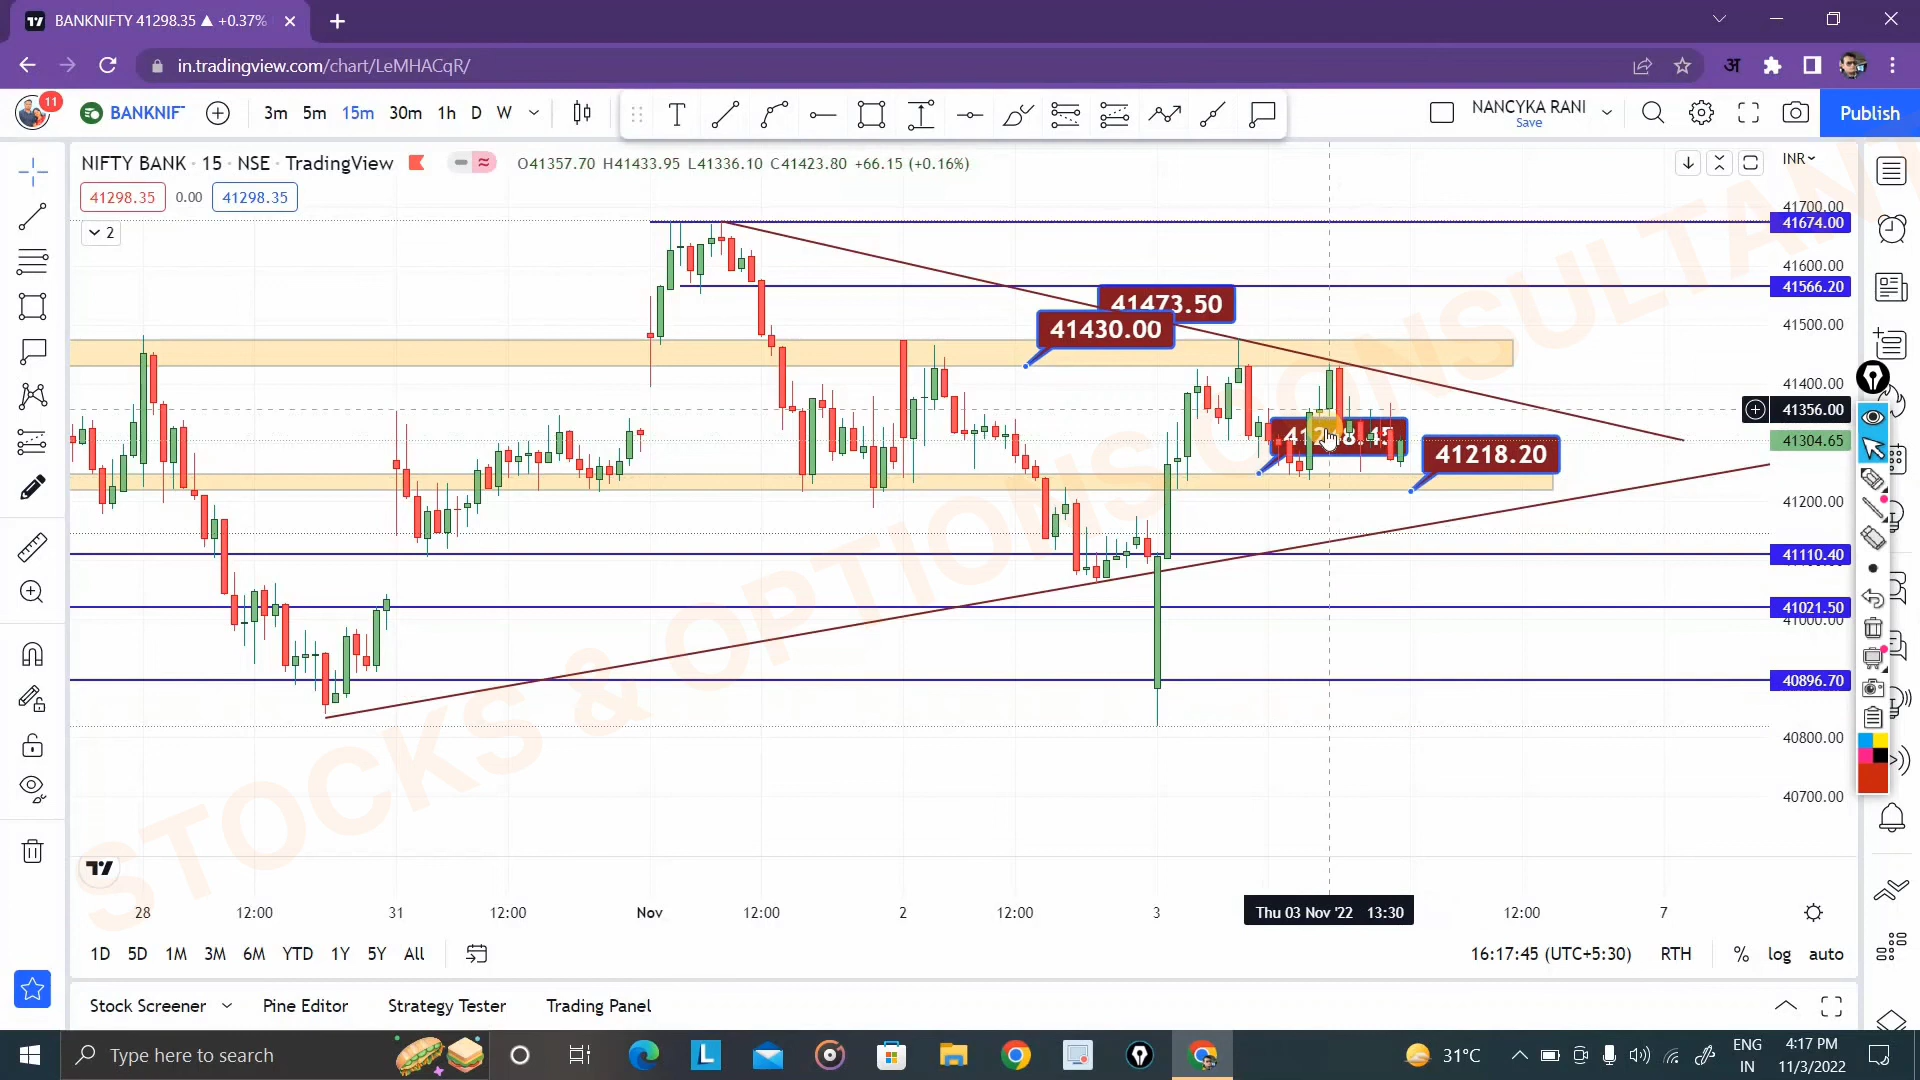 BANKNIFTY 41298.35 ▲ +0.37%
in.tradingview.com/chart/LeMHACqR/
11
BANKNIF
3m 5m 15m 30m 1h D W
NANCYKA RANI
Save
Publish
NIFTY BANK · 15 · NSE · TradingView
O41357.70 H41433.95 L41336.10 C41423.80 +66.15 (+0.16%)
INR
41298.35 0.00 41298.35
2
41700.00
41674.00
41600.00
41566.20
41500.00
41400.00
41356.00
41304.65
41200.00
41110.40
41021.50
41000.00
40896.70
40800.00
40700.00
41473.50
41430.00
41218.20
STOCKS & OPTIONS CONSULTANT
28 12:00 31 12:00 Nov 12:00 2 12:00 3 Thu 03 Nov '22 13:30 12:00 7
1D 5D 1M 3M 6M YTD 1Y 5Y All
16:17:45 (UTC+5:30) RTH % log auto
Stock Screener Pine Editor Strategy Tester Trading Panel
Type here to search
31°C
ENG
IN
4:17 PM
11/3/2022